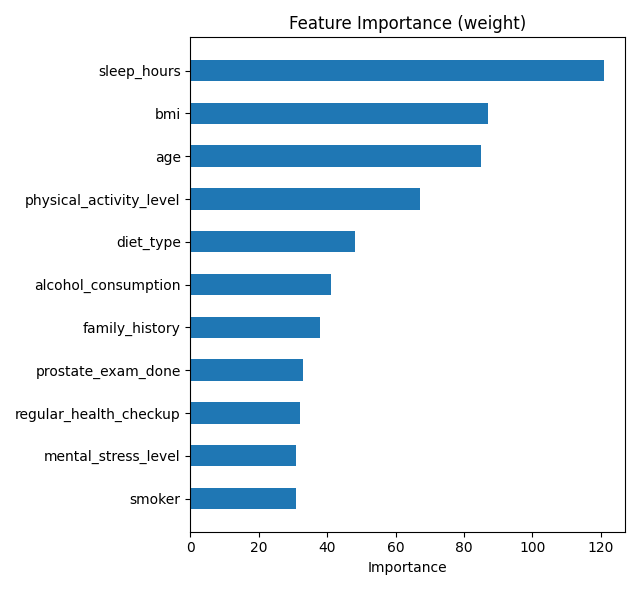 Feature Importance (weight)
sleep_hours
bmi
age
physical_activity_level
diet_type
alcohol_consumption
family_history
prostate_exam_done
regular_health_checkup
mental_stress_level
smoker
0 20 40 60 80 100 120
Importance